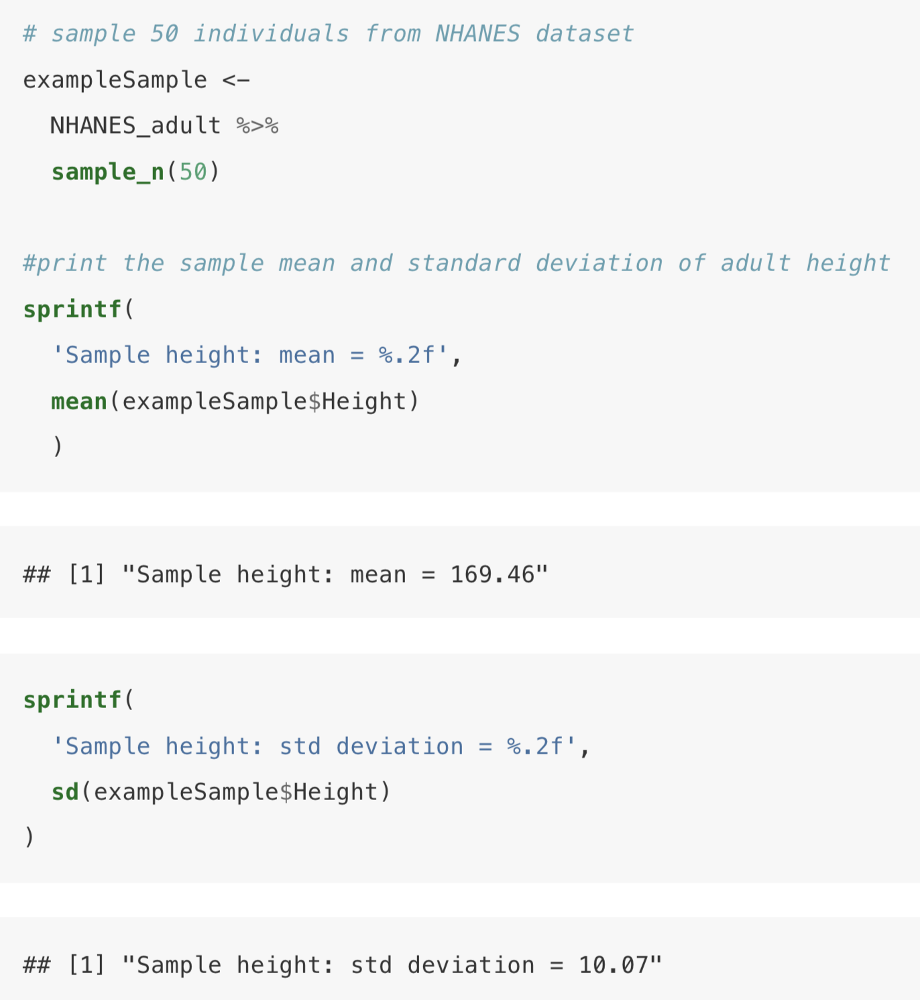 # sample 50 individuals from NHANES dataset
exampleSample <-
  NHANES_adult %>%
  sample_n(50)

#print the sample mean and standard deviation of adult height
sprintf(
  'Sample height: mean = %.2f',
  mean(exampleSample$Height)
  )
## [1] "Sample height: mean = 169.46"
sprintf(
  'Sample height: std deviation = %.2f',
  sd(exampleSample$Height)
)
## [1] "Sample height: std deviation = 10.07"